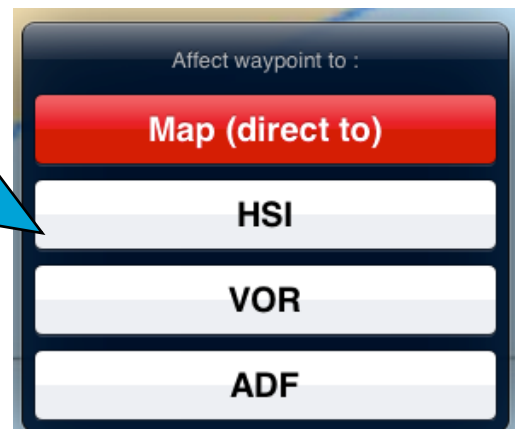 Affect waypoint to :
Map (direct to)
HSI
VOR
ADF